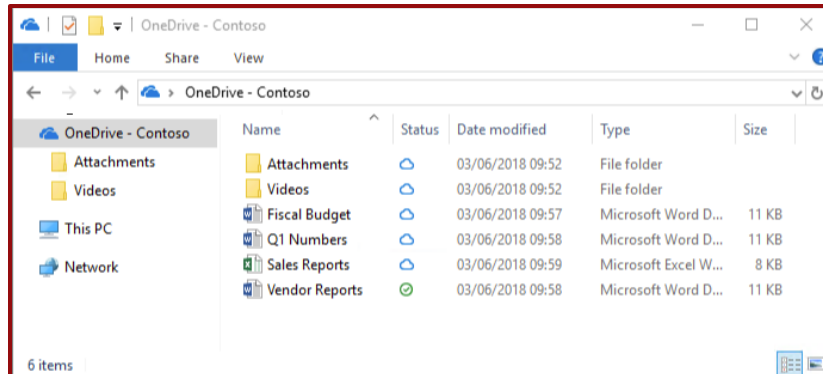 OneDrive - Contoso
File Home Share View
OneDrive - Contoso
OneDrive - Contoso
Attachments
Videos
This PC
Network
Name Status Date modified Type Size
Attachments 03/06/2018 09:52 File folder
Videos 03/06/2018 09:52 File folder
Fiscal Budget 03/06/2018 09:57 Microsoft Word D... 11 KB
Q1 Numbers 03/06/2018 09:58 Microsoft Word D... 11 KB
Sales Reports 03/06/2018 09:59 Microsoft Excel W... 8 KB
Vendor Reports 03/06/2018 09:58 Microsoft Word D... 11 KB
6 items